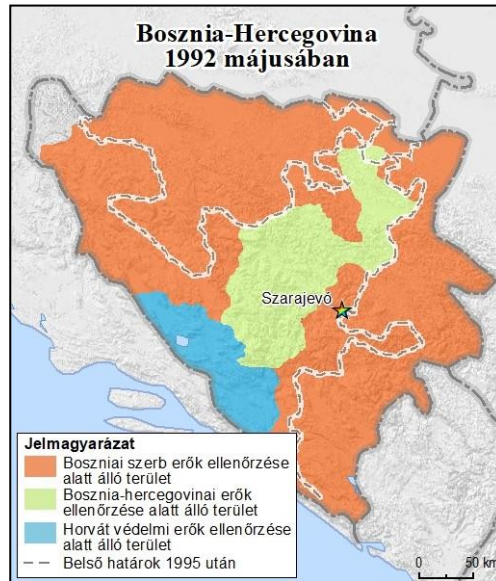 Bosznia-Hercegovina
1992 májusában
Szarajevó
Jelmagyarázat
Boszniai szerb erők ellenőrzése
alatt álló terület
Bosznia-hercegovinai erők
ellenőrzése alatt álló terület
Horvát védelmi erők ellenőrzése
alatt álló terület
Belső határok 1995 után
0 50 km